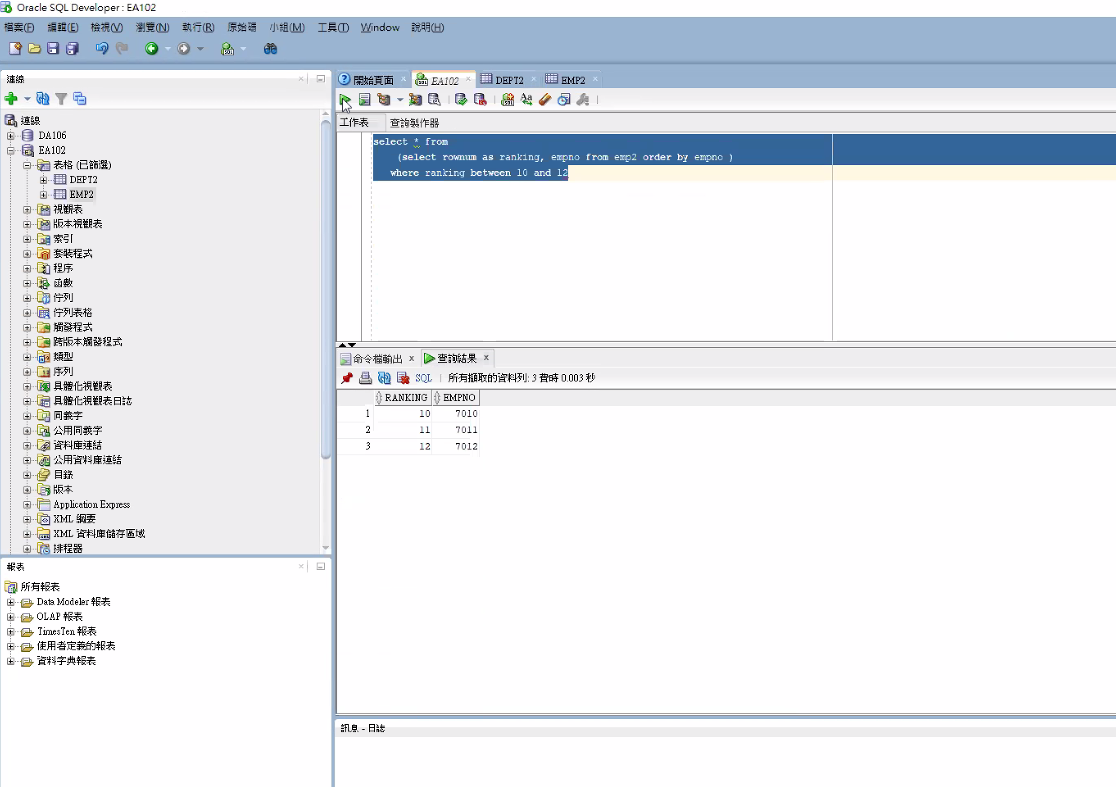 Oracle SQL Developer : EA102
檔案(F) 編輯(E) 檢視(V) 瀏覽(N) 執行(R) 原始碼 小組(M) 工具(T) Window 說明(H)
連線
連線
DA106
EA102
表格 (已篩選)
DEPT2
EMP2
視觀表
版本視觀表
索引
套裝程式
程序
函數
佇列
佇列表格
觸發程式
跨版本觸發程式
類型
序列
具體化視觀表
具體化視觀表日誌
同義字
公用同義字
資料庫連結
公用資料庫連結
目錄
版本
Application Express
XML 綱要
XML 資料庫儲存區域
排程器
報表
所有報表
Data Modeler 報表
OLAP 報表
TimesTen 報表
使用者定義的報表
資料字典報表
開始頁面 EA102 DEPT2 EMP2
工作表 查詢製作器
select * from
(select rownum as ranking, empno from emp2 order by empno )
where ranking between 10 and 12
命令檔輸出 查詢結果
SQL 所有擷取的資料列: 3 費時 0.003 秒
RANKING EMPNO
1 10 7010
2 11 7011
3 12 7012
訊息 - 日誌